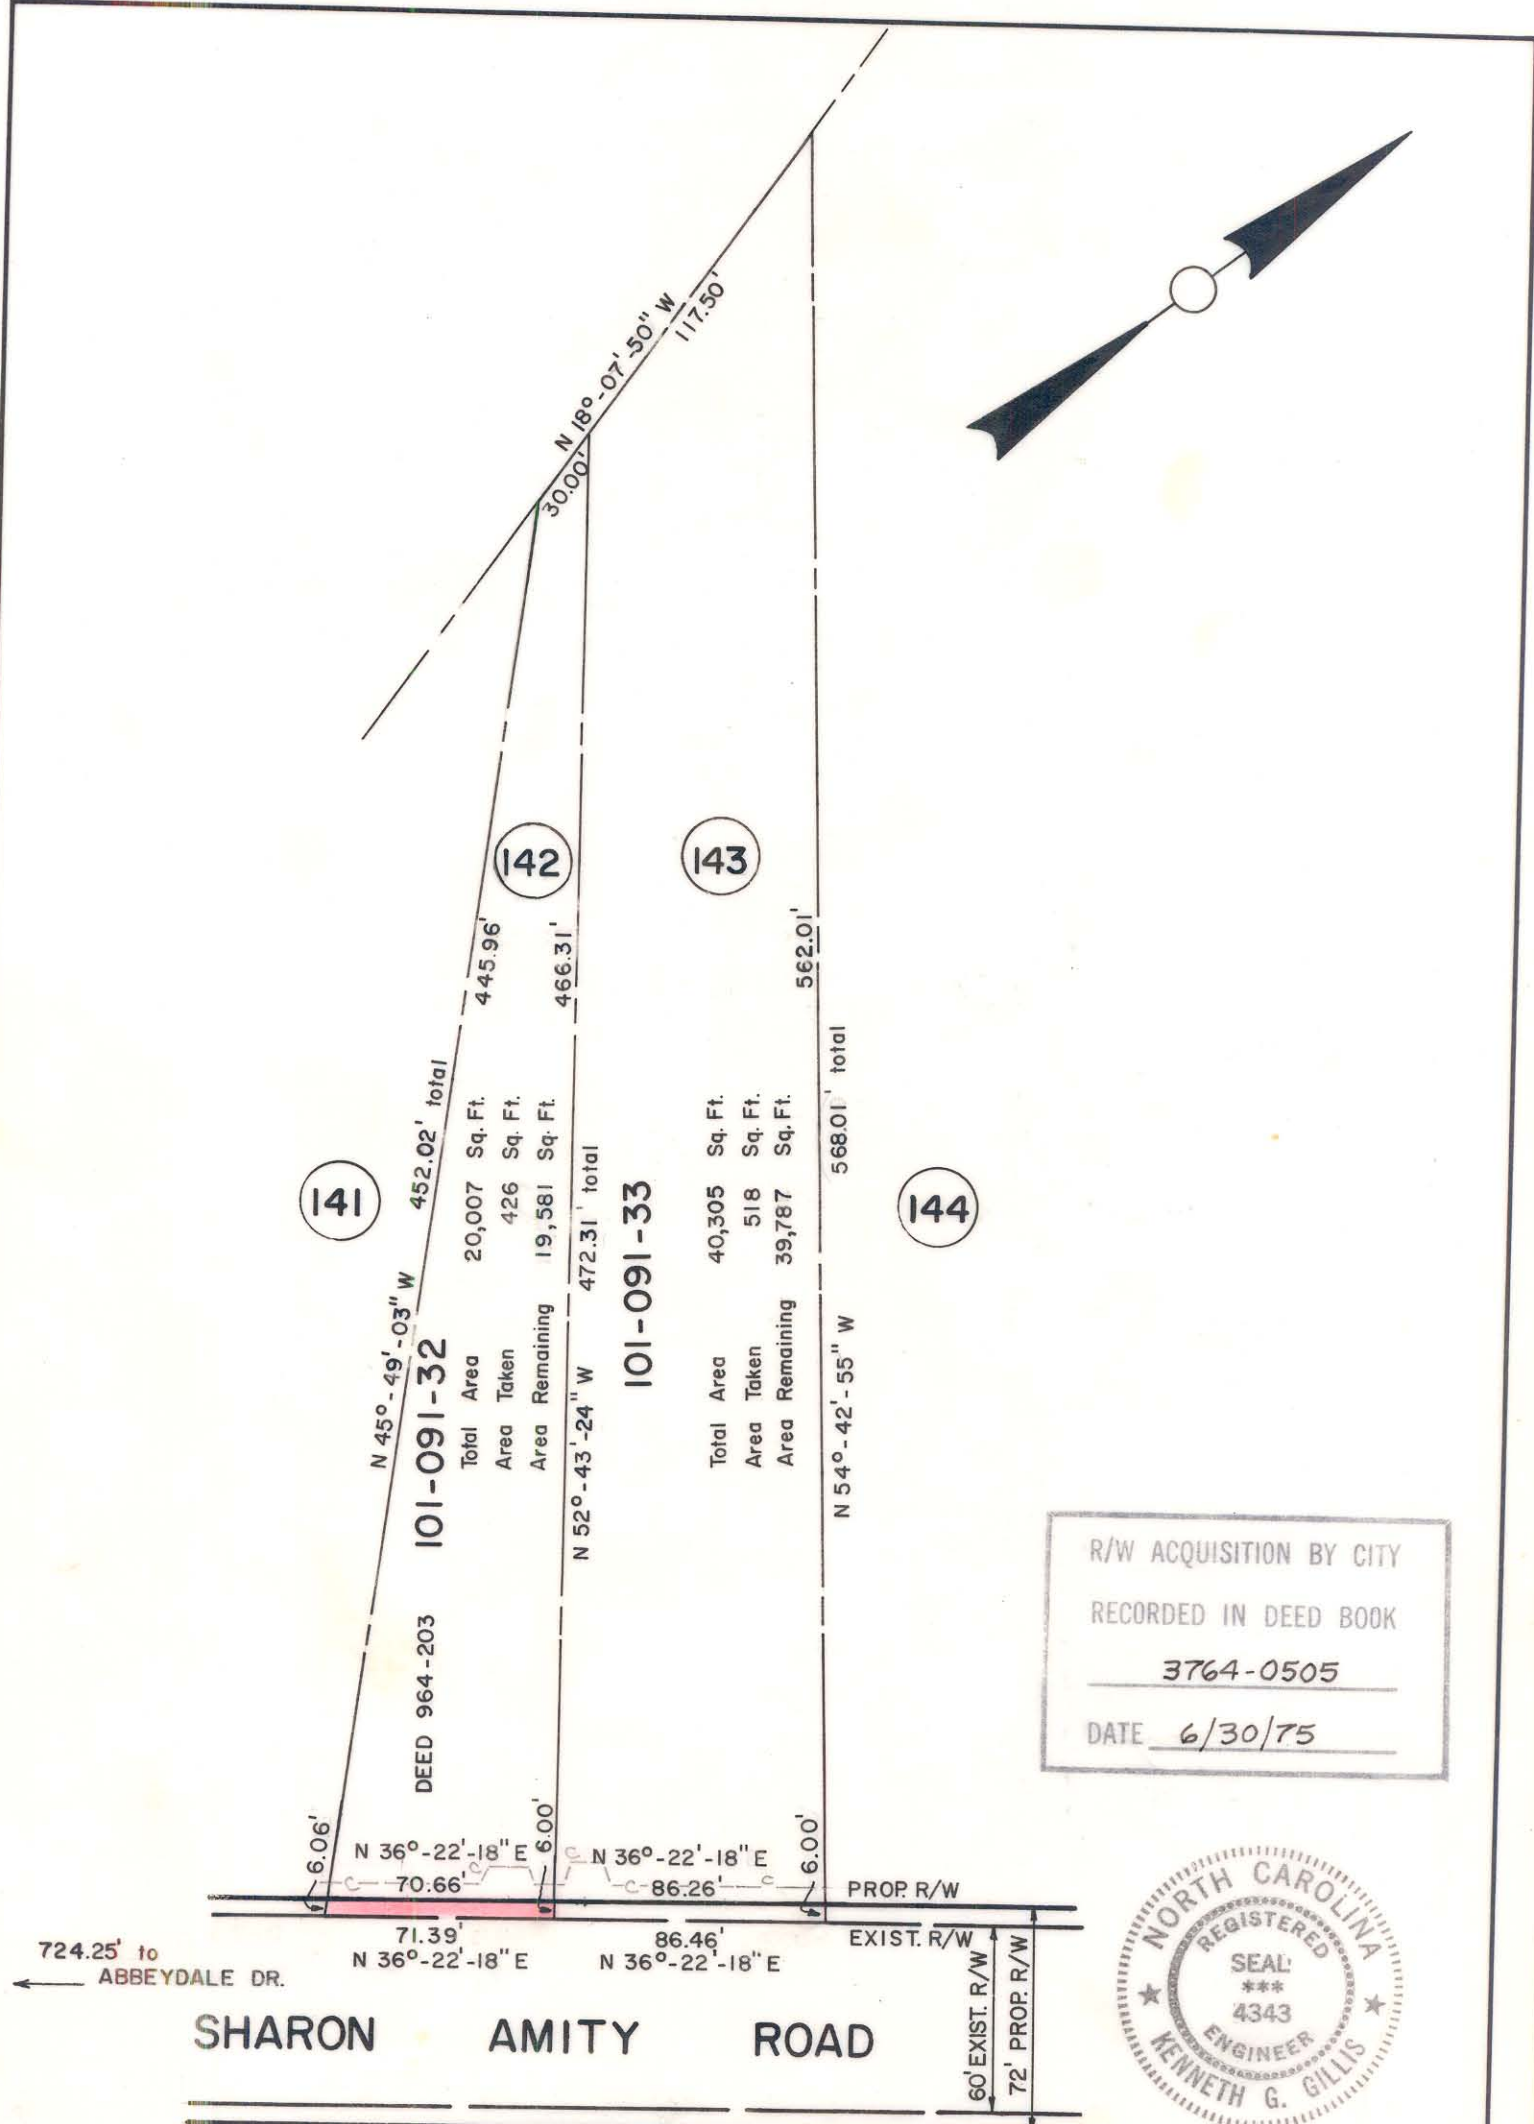 N 18°-07'-50" W
117.50'
30.00'
142
143
445.96'
466.31'
562.01'
452.02' total
472.31' total
568.01' total
141
144
N 45°-49'-03" W
101-091-32
Total Area 20,007 Sq. Ft.
Area Taken 426 Sq. Ft.
Area Remaining 19,581 Sq. Ft.
N 52°-43'-24" W
101-091-33
Total Area 40,305 Sq. Ft.
Area Taken 518 Sq. Ft.
Area Remaining 39,787 Sq. Ft.
N 54°-42'-55" W
DEED 964-203
R/W ACQUISITION BY CITY
RECORDED IN DEED BOOK
3764-0505
DATE 6/30/75
6.06'
N 36°-22'-18" E
6.00'
N 36°-22'-18" E
6.00'
C
C
70.66'
C
C
86.26'
C
PROP. R/W
71.39'
86.46'
EXIST. R/W
N 36°-22'-18" E
N 36°-22'-18" E
724.25' to
ABBEYDALE DR.
SHARON AMITY ROAD
60' EXIST. R/W
72' PROP. R/W
NORTH CAROLINA
REGISTERED
SEAL
***
4343
ENGINEER
KENNETH G. GILLIS